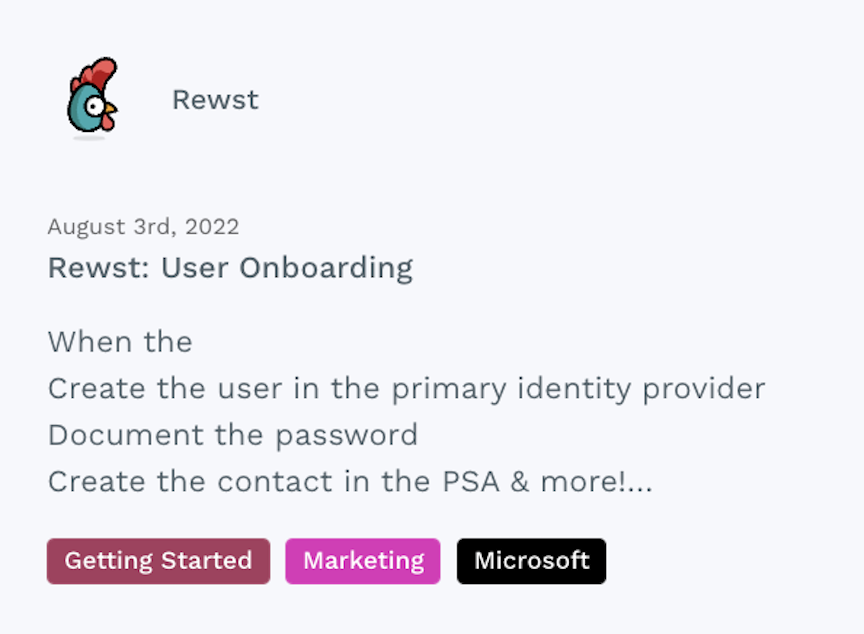 Rewst
August 3rd, 2022
Rewst: User Onboarding
When the
Create the user in the primary identity provider
Document the password
Create the contact in the PSA & more!...
Getting Started
Marketing
Microsoft